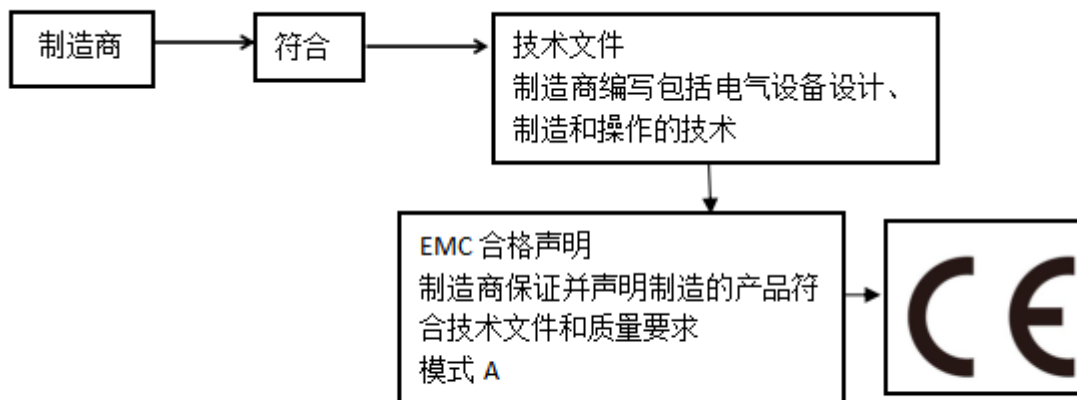 制造商
符合
技术文件
制造商编写包括电气设备设计、
制造和操作的技术
EMC 合格声明
制造商保证并声明制造的产品符
合技术文件和质量要求
模式 A
CE